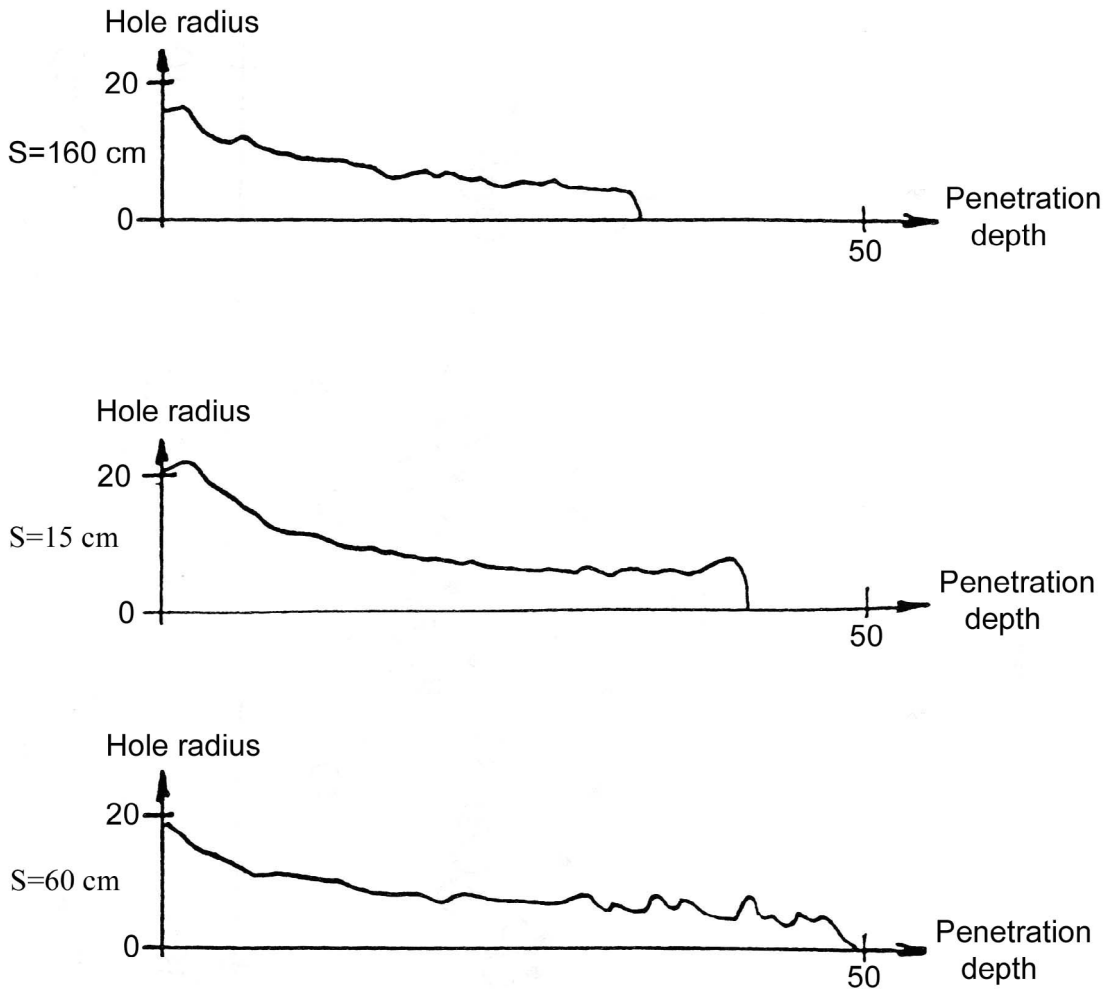 Hole radius
20
S=160 cm
0
Penetration
depth
50
Hole radius
20
S=15 cm
0
Penetration
depth
50
Hole radius
20
S=60 cm
0
Penetration
depth
50